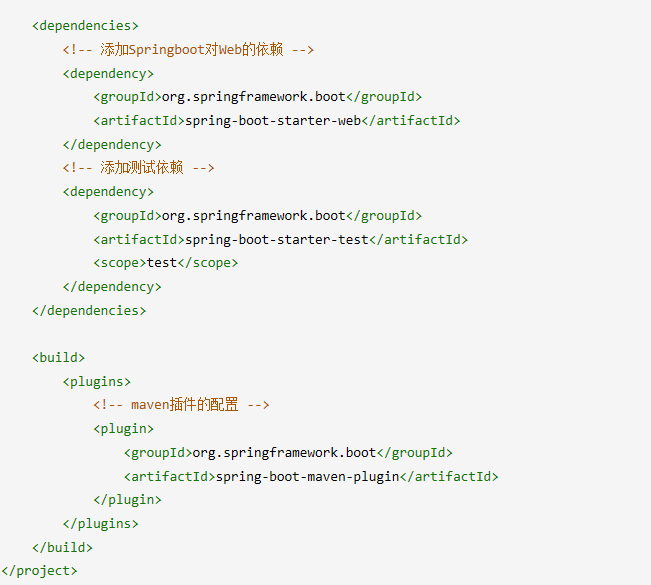 <dependencies>
<!-- 添加Springboot对Web的依赖 -->
<dependency>
<groupId>org.springframework.boot</groupId>
<artifactId>spring-boot-starter-web</artifactId>
</dependency>
<!-- 添加测试依赖 -->
<dependency>
<groupId>org.springframework.boot</groupId>
<artifactId>spring-boot-starter-test</artifactId>
<scope>test</scope>
</dependency>
</dependencies>
<build>
<plugins>
<!-- maven插件的配置 -->
<plugin>
<groupId>org.springframework.boot</groupId>
<artifactId>spring-boot-maven-plugin</artifactId>
</plugin>
</plugins>
</build>
</project>